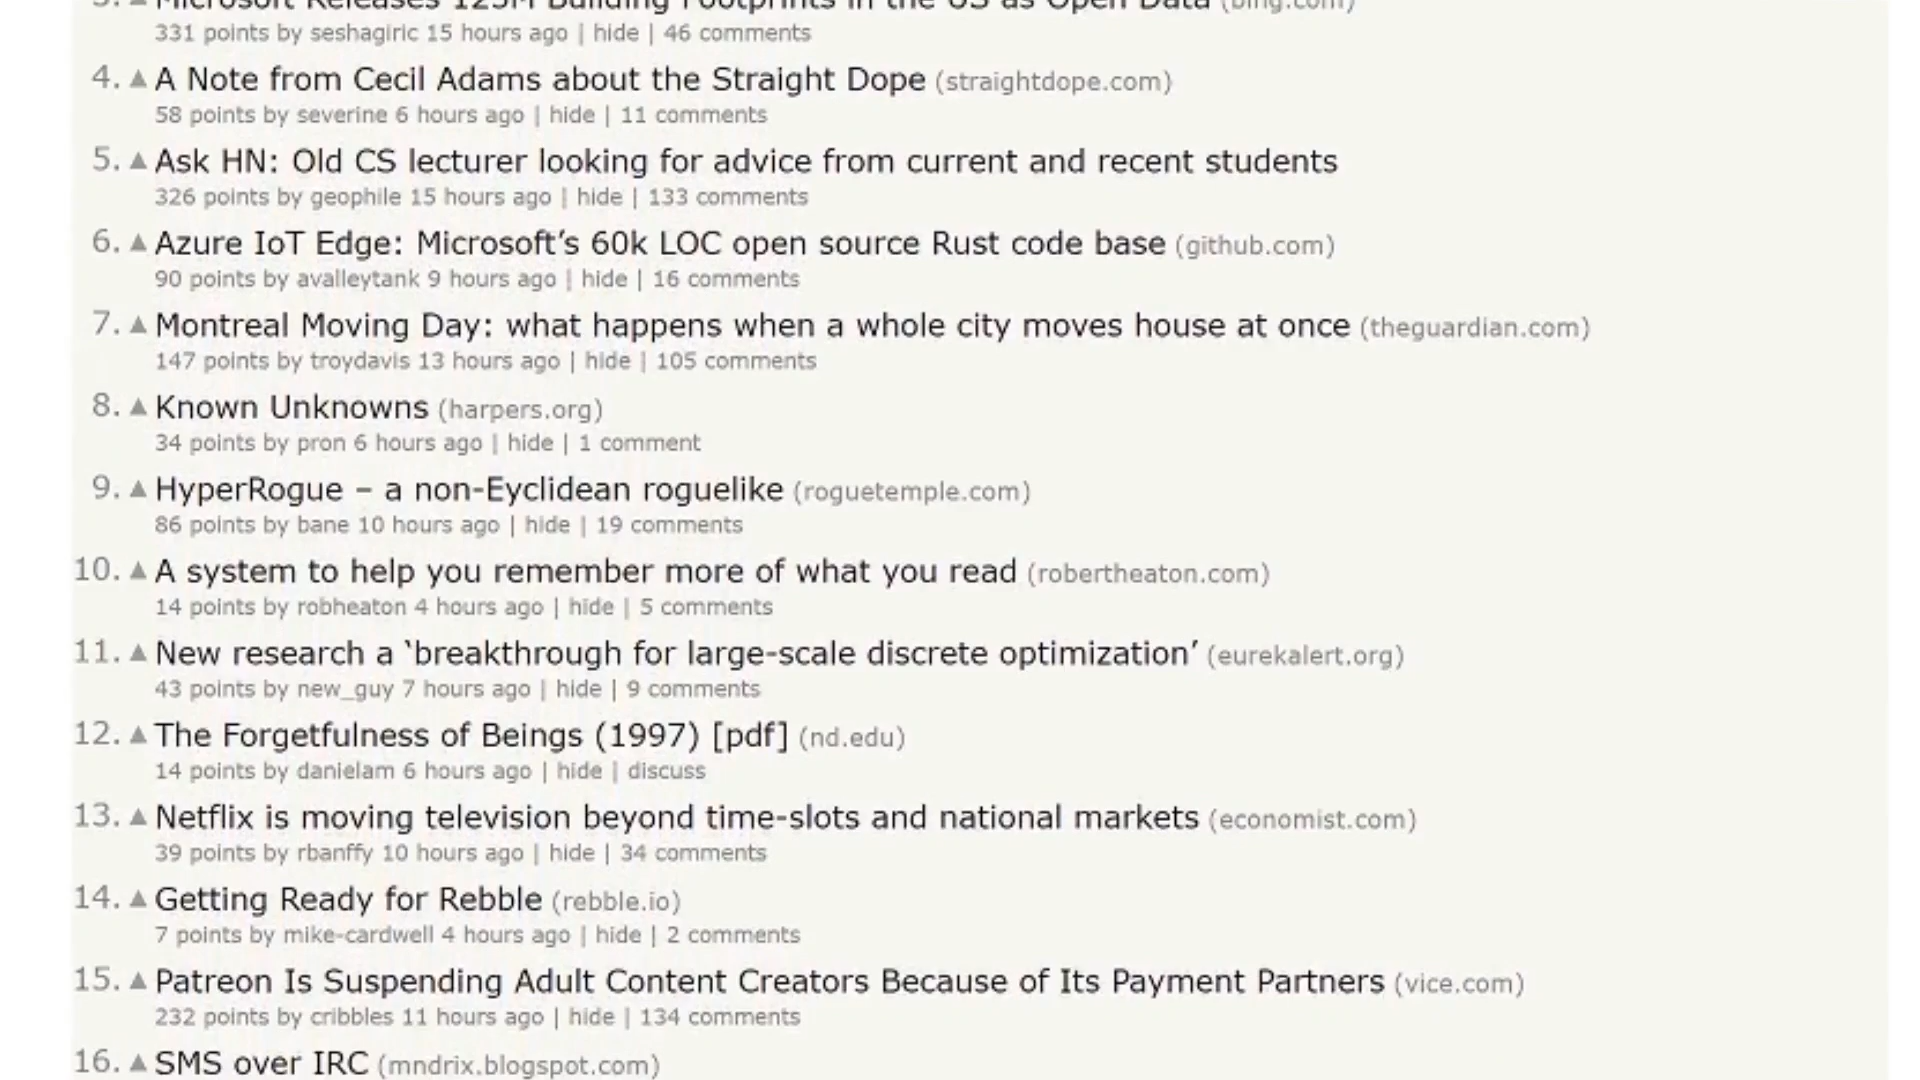 3. ▲ Microsoft Releases 125M Building Footprints in the US as Open Data (bing.com)
331 points by seshagiric 15 hours ago | hide | 46 comments
4. ▲ A Note from Cecil Adams about the Straight Dope (straightdope.com)
58 points by severine 6 hours ago | hide | 11 comments
5. ▲ Ask HN: Old CS lecturer looking for advice from current and recent students
326 points by geophile 15 hours ago | hide | 133 comments
6. ▲ Azure IoT Edge: Microsoft’s 60k LOC open source Rust code base (github.com)
90 points by avalleytank 9 hours ago | hide | 16 comments
7. ▲ Montreal Moving Day: what happens when a whole city moves house at once (theguardian.com)
147 points by troydavis 13 hours ago | hide | 105 comments
8. ▲ Known Unknowns (harpers.org)
34 points by pron 6 hours ago | hide | 1 comment
9. ▲ HyperRogue – a non-Eyclidean roguelike (roguetemple.com)
86 points by bane 10 hours ago | hide | 19 comments
10. ▲ A system to help you remember more of what you read (robertheaton.com)
14 points by robheaton 4 hours ago | hide | 5 comments
11. ▲ New research a ‘breakthrough for large-scale discrete optimization’ (eurekalert.org)
43 points by new_guy 7 hours ago | hide | 9 comments
12. ▲ The Forgetfulness of Beings (1997) [pdf] (nd.edu)
14 points by danielam 6 hours ago | hide | discuss
13. ▲ Netflix is moving television beyond time-slots and national markets (economist.com)
39 points by rbanffy 10 hours ago | hide | 34 comments
14. ▲ Getting Ready for Rebble (rebble.io)
7 points by mike-cardwell 4 hours ago | hide | 2 comments
15. ▲ Patreon Is Suspending Adult Content Creators Because of Its Payment Partners (vice.com)
232 points by cribbles 11 hours ago | hide | 134 comments
16. ▲ SMS over IRC (mndrix.blogspot.com)